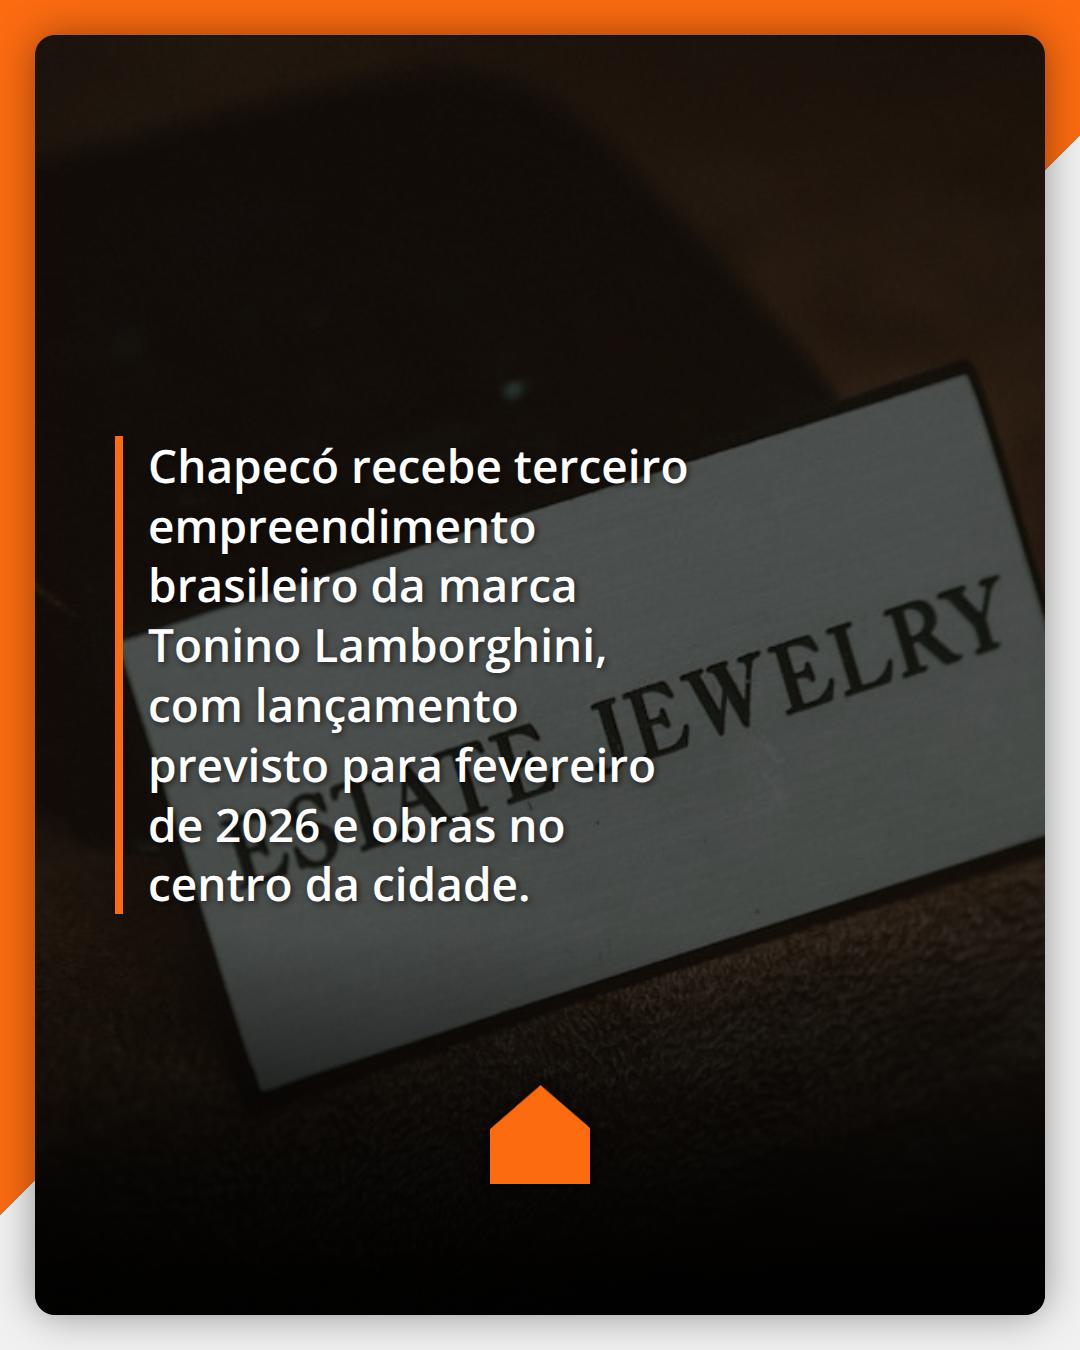 Chapecó recebe terceiro
empreendimento
brasileiro da marca
Tonino Lamborghini,
com lançamento
previsto para fevereiro
de 2026 e obras no
centro da cidade.
ESTATE JEWELRY